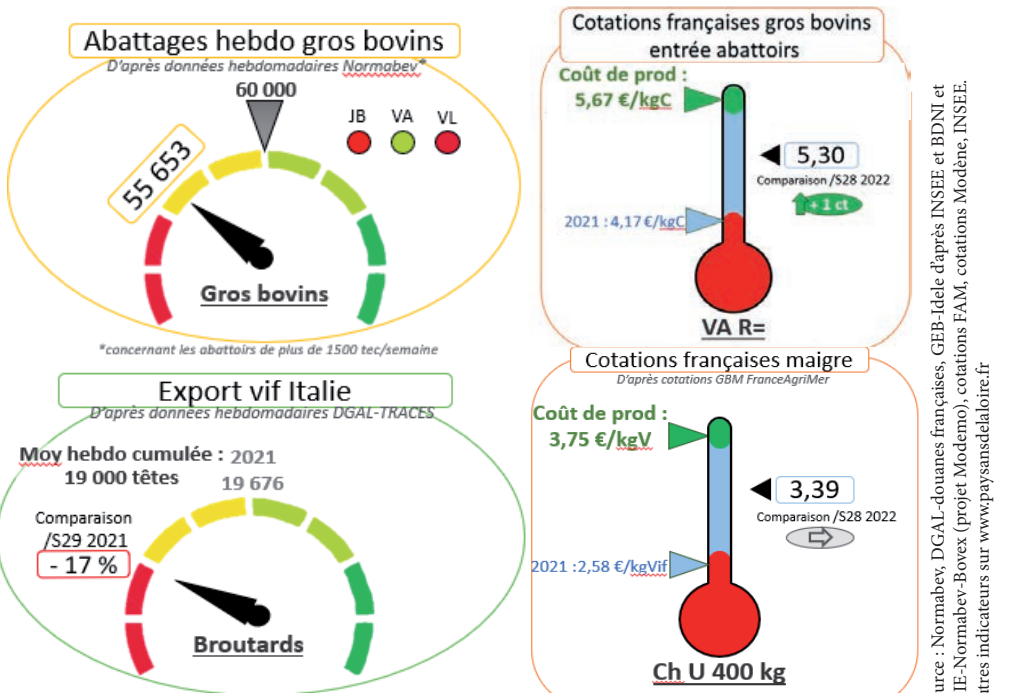 Abattages hebdo gros bovins
D'après données hebdomadaires Normabev*
60 000
JB VA VL
55 653
Gros bovins
*concernant les abattoirs de plus de 1500 tec/semaine
Cotations françaises gros bovins
entrée abattoirs
Coût de prod :
5,67 €/kgC
5,30
Comparaison /S28 2022
+ 1 ct
2021 : 4,17 €/kgC
VA R=
Export vif Italie
D'après données hebdomadaires DGAL-TRACES
Moy hebdo cumulée :
19 000 têtes
2021
19 676
Comparaison
/S29 2021
- 17 %
Broutards
Cotations françaises maigre
D'après cotations GBM FranceAgriMer
Coût de prod :
3,75 €/kgV
3,39
Comparaison /S28 2022
2021 :2,58 €/kgVif
Ch U 400 kg
urce : Normabev, DGAL-douanes françaises, GEB-Idele d'après INSEE et BDNI et
IE-Normabev-Bovex (projet Modemo), cotations FAM, cotations Modène, INSEE.
tres indicateurs sur www.paysansdelaloire.fr